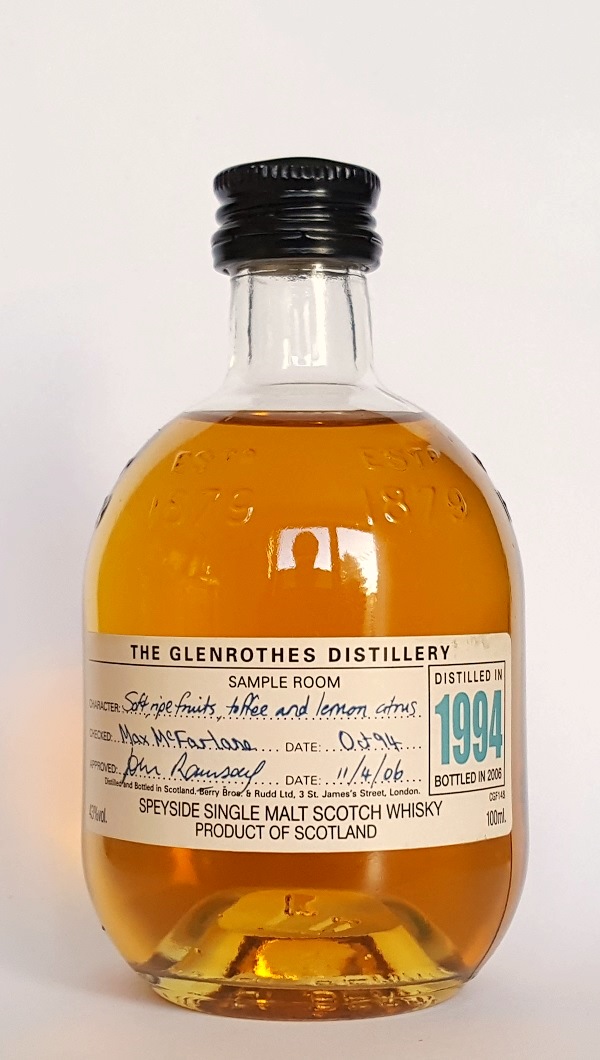 ESTD ESTD
1879 1879
THE GLENROTHES DISTILLERY
SAMPLE ROOM
CHARACTER: Soft ripe fruits, toffee and lemon citrus
CHECKED: Max McFarlane DATE: Oct 94
APPROVED: John Ramsay DATE: 11/4/06
Distilled and Bottled in Scotland. Berry Bros. & Rudd Ltd, 3 St. James's Street, London.
SPEYSIDE SINGLE MALT SCOTCH WHISKY
PRODUCT OF SCOTLAND
43%vol.
DISTILLED IN
1994
BOTTLED IN 2006
100ml.